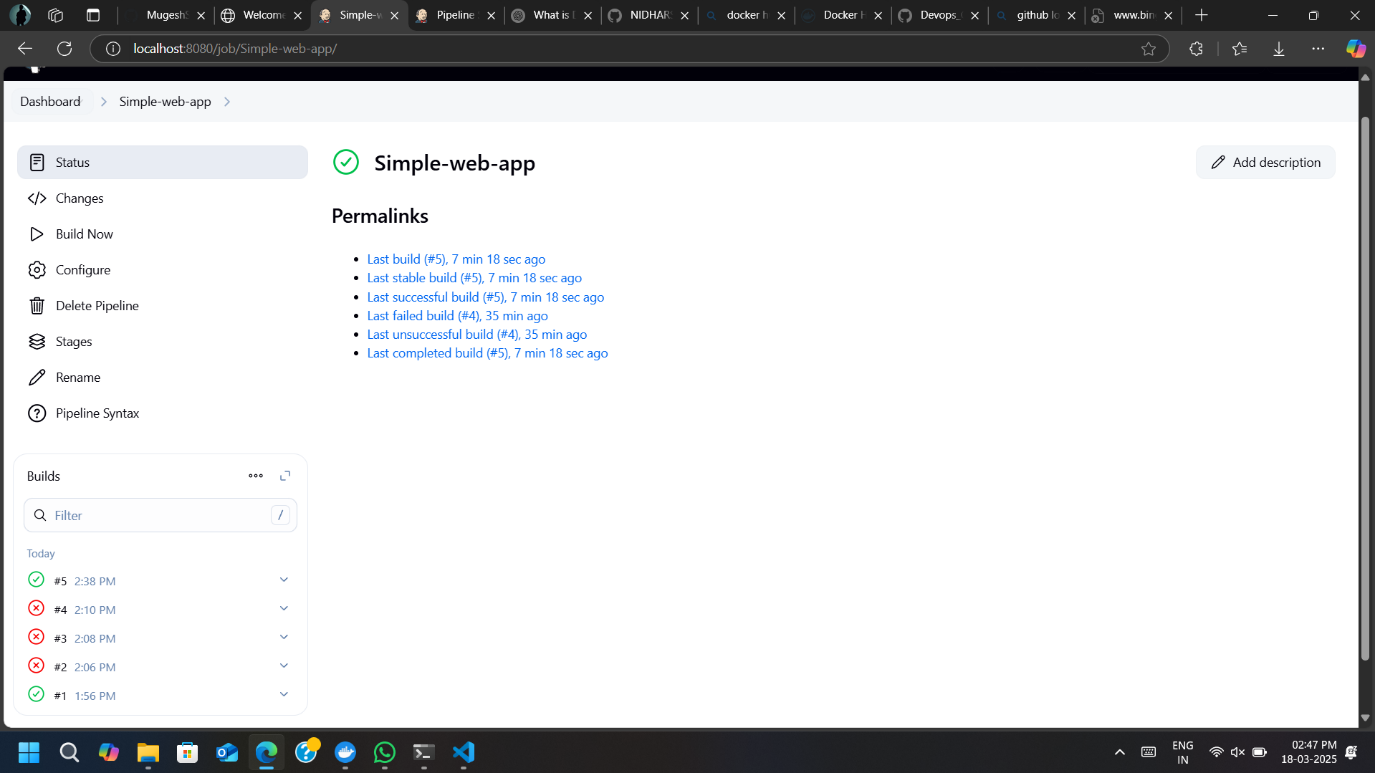 MugeshS
Welcome
Simple-w
Pipeline
What is
NIDHAR
docker h
Docker
Devops_
github lo
www.bin
localhost:8080/job/Simple-web-app/
Dashboard
Simple-web-app
Status
Changes
Build Now
Configure
Delete Pipeline
Stages
Rename
Pipeline Syntax
Builds
Filter
/
Today
#5 2:38 PM
#4 2:10 PM
#3 2:08 PM
#2 2:06 PM
#1 1:56 PM
Simple-web-app
Add description
Permalinks
Last build (#5), 7 min 18 sec ago
Last stable build (#5), 7 min 18 sec ago
Last successful build (#5), 7 min 18 sec ago
Last failed build (#4), 35 min ago
Last unsuccessful build (#4), 35 min ago
Last completed build (#5), 7 min 18 sec ago
ENG
IN
02:47 PM
18-03-2025